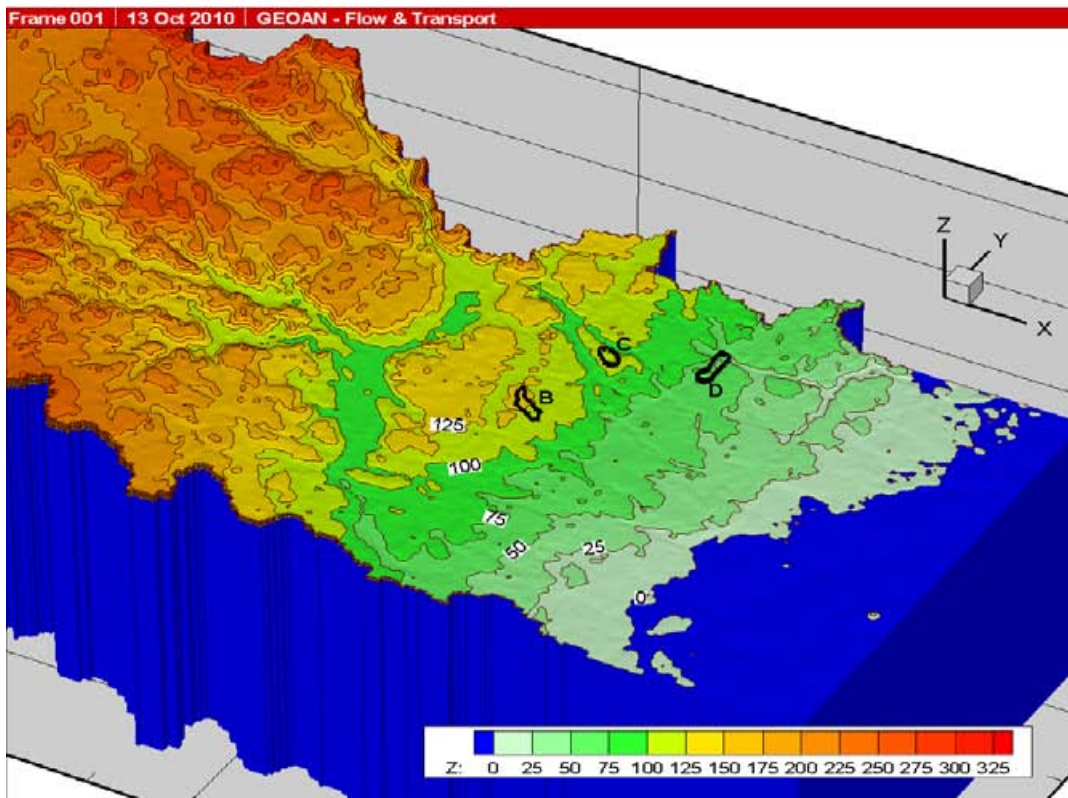 Frame 001 | 13 Oct 2010 | GEOAN - Flow & Transport
Z
Y
X
C
D
B
125
100
75
50
25
0
Z: 0 25 50 75 100 125 150 175 200 225 250 275 300 325